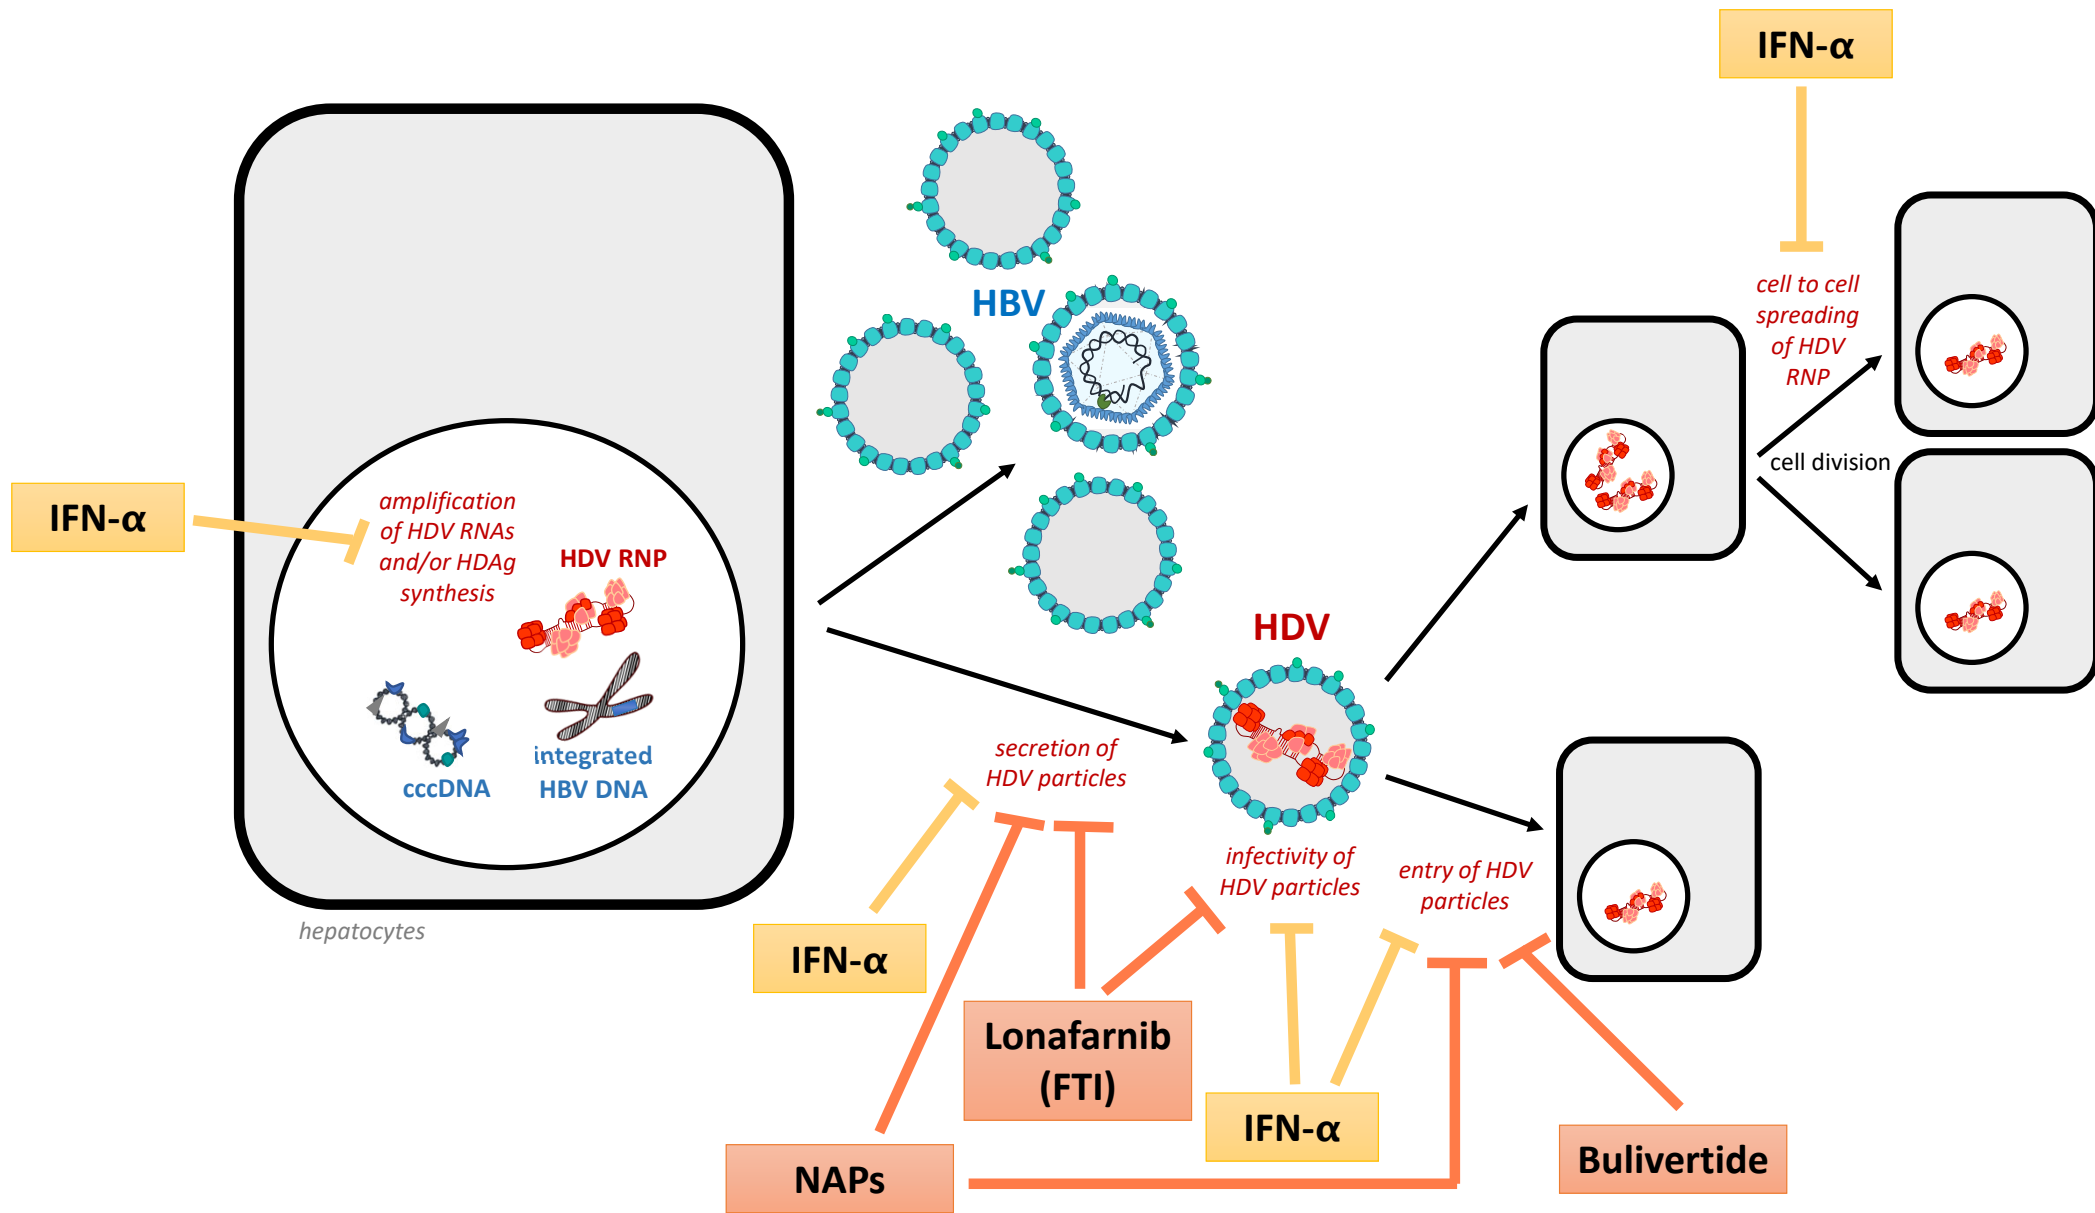 IFN-α
HBV
cell to cell
spreading
of HDV
RNP
cell division
IFN-α
amplification
of HDV RNAs
and/or HDAg
synthesis
HDV RNP
cccDNA
integrated
HBV DNA
hepatocytes
HDV
secretion of
HDV particles
infectivity of
HDV particles
entry of HDV
particles
IFN-α
Lonafarnib
(FTI)
IFN-α
NAPs
Bulivertide